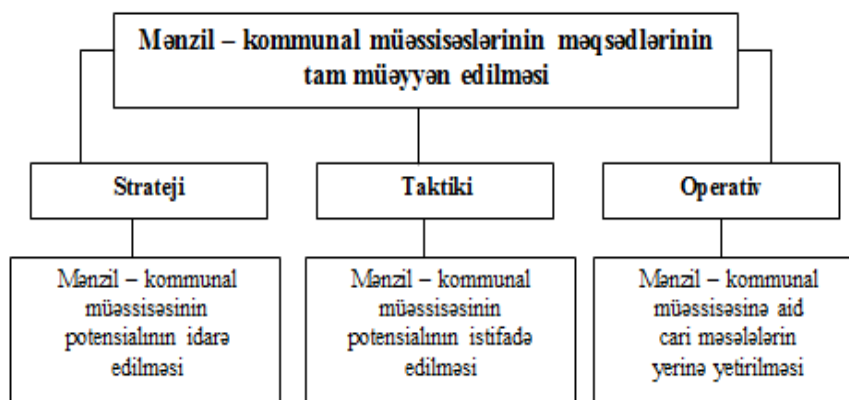 Mənzil – kommunal müəssisəslərinin məqsədlərinin
tam müəyyən edilməsi
Strateji
Taktiki
Operativ
Mənzil – kommunal
müəssisəsinin
potensialının idarə
edilməsi
Mənzil – kommunal
müəssisəsinin
potensialının istifadə
edilməsi
Mənzil – kommunal
müəssisəsinə aid
cari məsələlərin
yerinə yetirilməsi